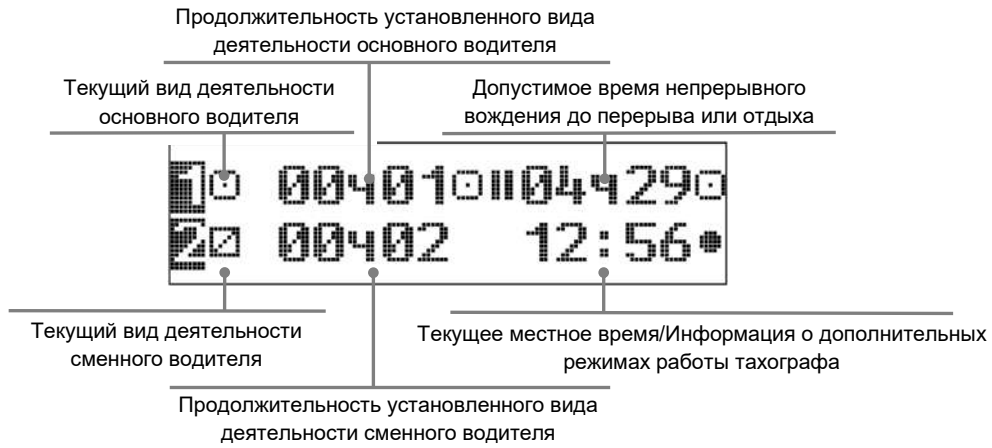 Продолжительность установленного вида
деятельности основного водителя
Текущий вид деятельности
основного водителя
Допустимое время непрерывного
вождения до перерыва или отдыха
1 00ч01 04ч29
2 00ч02 12:56
Текущий вид деятельности
сменного водителя
Текущее местное время/Информация о дополнительных
режимах работы тахографа
Продолжительность установленного вида
деятельности сменного водителя